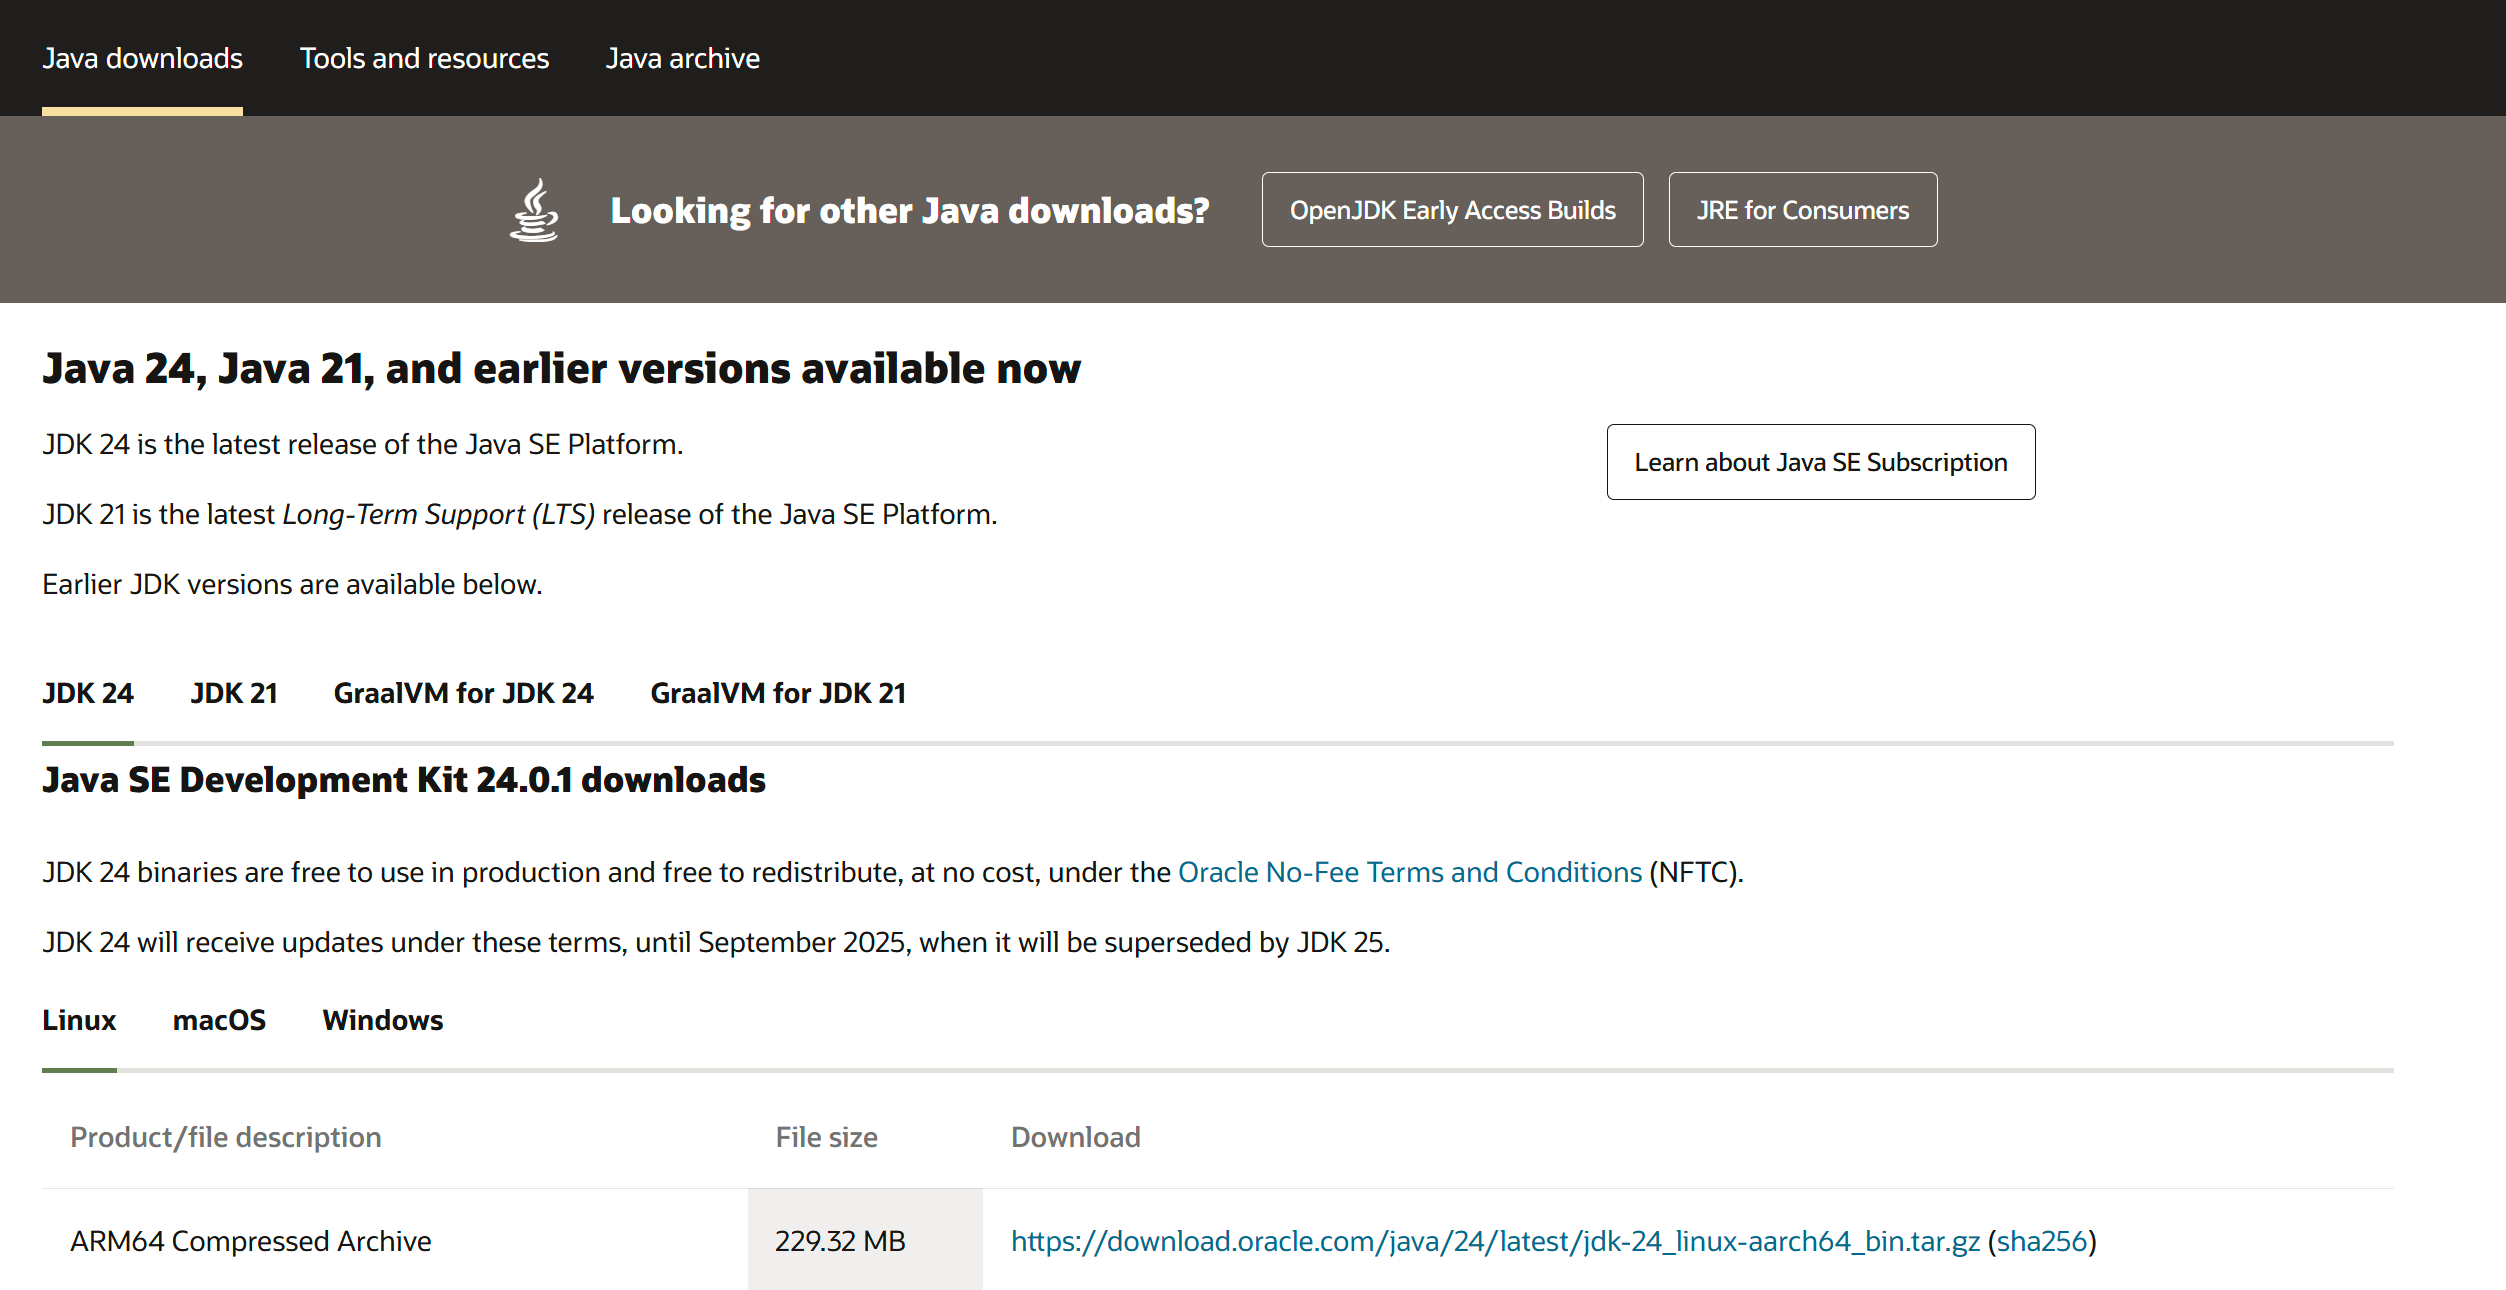 Java downloads Tools and resources Java archive
Looking for other Java downloads? OpenJDK Early Access Builds JRE for Consumers
Java 24, Java 21, and earlier versions available now
JDK 24 is the latest release of the Java SE Platform.
Learn about Java SE Subscription
JDK 21 is the latest Long-Term Support (LTS) release of the Java SE Platform.
Earlier JDK versions are available below.
JDK 24 JDK 21 GraalVM for JDK 24 GraalVM for JDK 21
Java SE Development Kit 24.0.1 downloads
JDK 24 binaries are free to use in production and free to redistribute, at no cost, under the Oracle No-Fee Terms and Conditions (NFTC).
JDK 24 will receive updates under these terms, until September 2025, when it will be superseded by JDK 25.
Linux macOS Windows
Product/file description File size Download
ARM64 Compressed Archive 229.32 MB https://download.oracle.com/java/24/latest/jdk-24_linux-aarch64_bin.tar.gz (sha256)